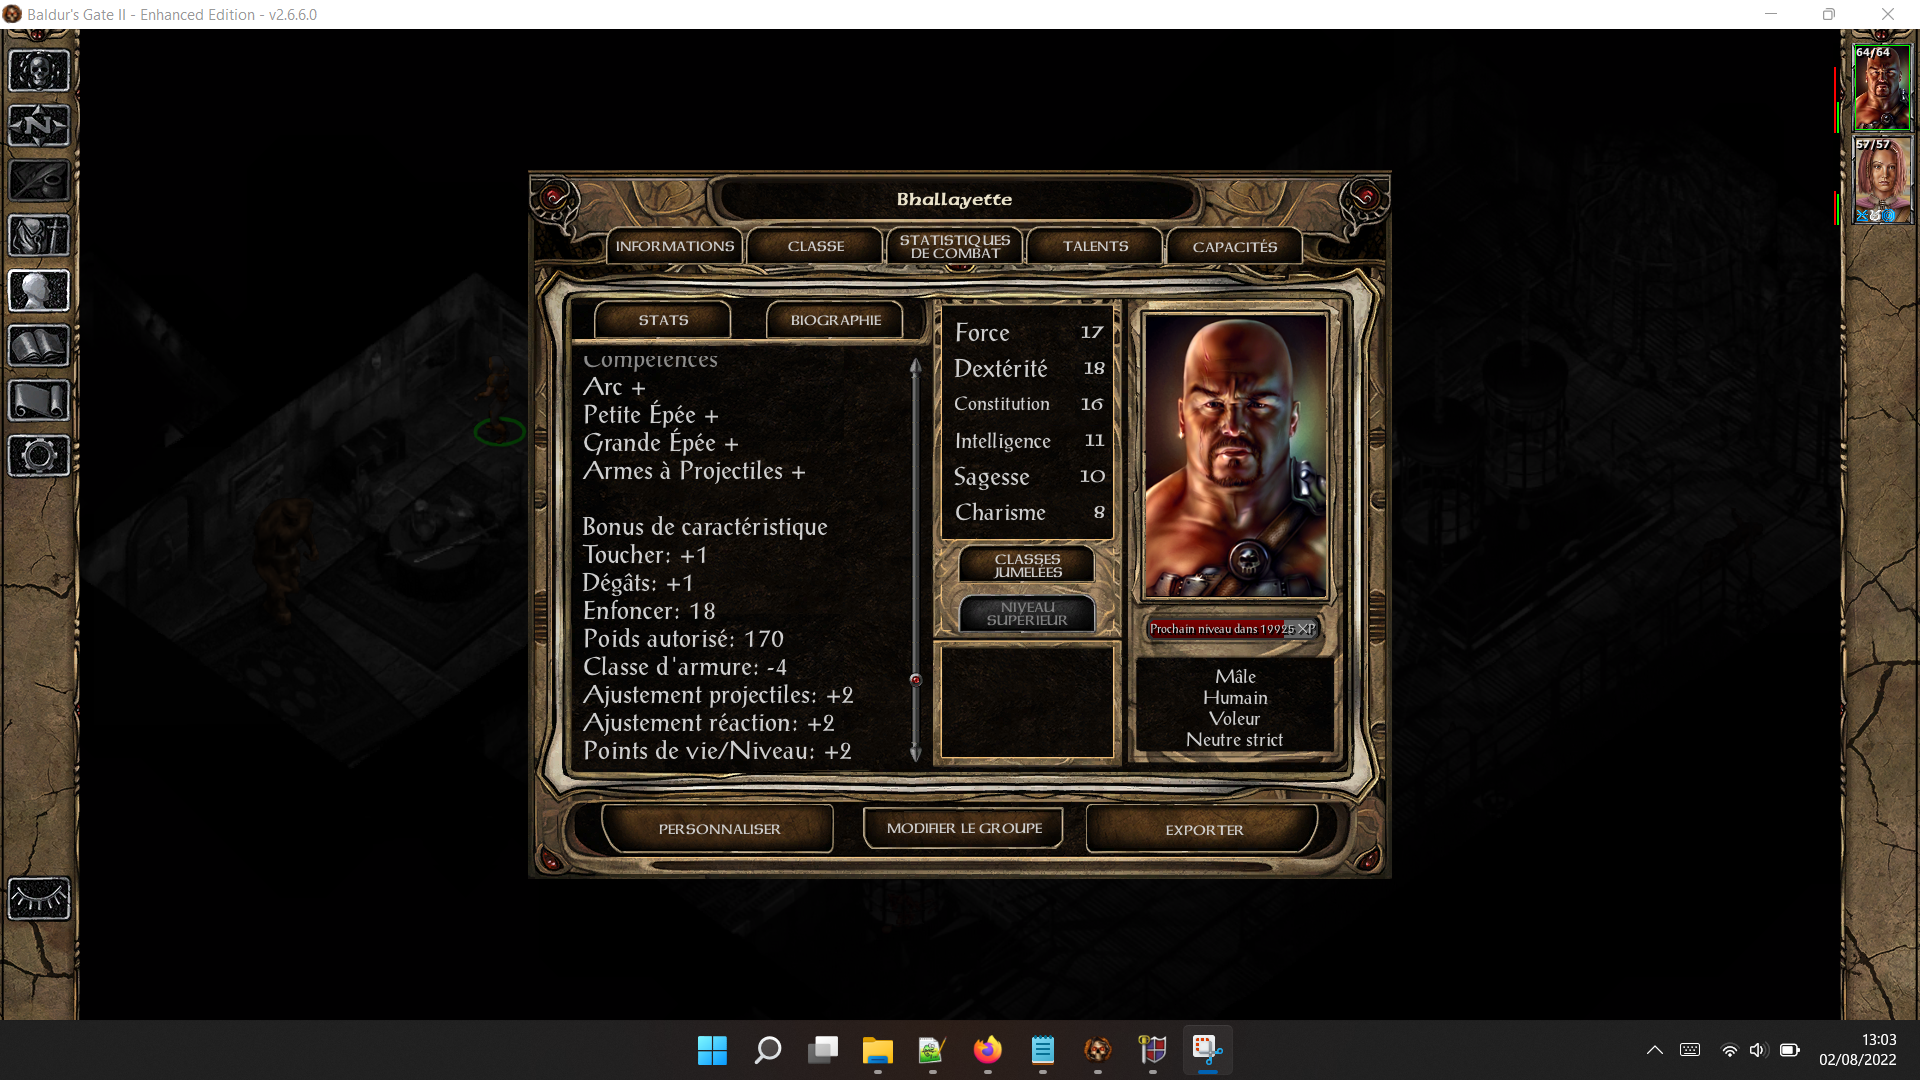 Baldur's Gate II - Enhanced Edition - v2.6.6.0
64/64
57/57
N
Bhallayette
INFORMATIONS
CLASSE
STATISTIQUES
DE COMBAT
TALENTS
CAPACITÉS
STATS
BIOGRAPHIE
Compétences
Arc +
Petite Épée +
Grande Épée +
Armes à Projectiles +
Bonus de caractéristique
Toucher: +1
Dégâts: +1
Enfoncer: 18
Poids autorisé: 170
Classe d'armure: -4
Ajustement projectiles: +2
Ajustement réaction: +2
Points de vie/Niveau: +2
Force 17
Dextérité 18
Constitution 16
Intelligence 11
Sagesse 10
Charisme 8
CLASSES
JUMELÉES
NIVEAU
SUPÉRIEUR
Prochain niveau dans 19925 XP
Mâle
Humain
Voleur
Neutre strict
PERSONNALISER
MODIFIER LE GROUPE
EXPORTER
13:03
02/08/2022